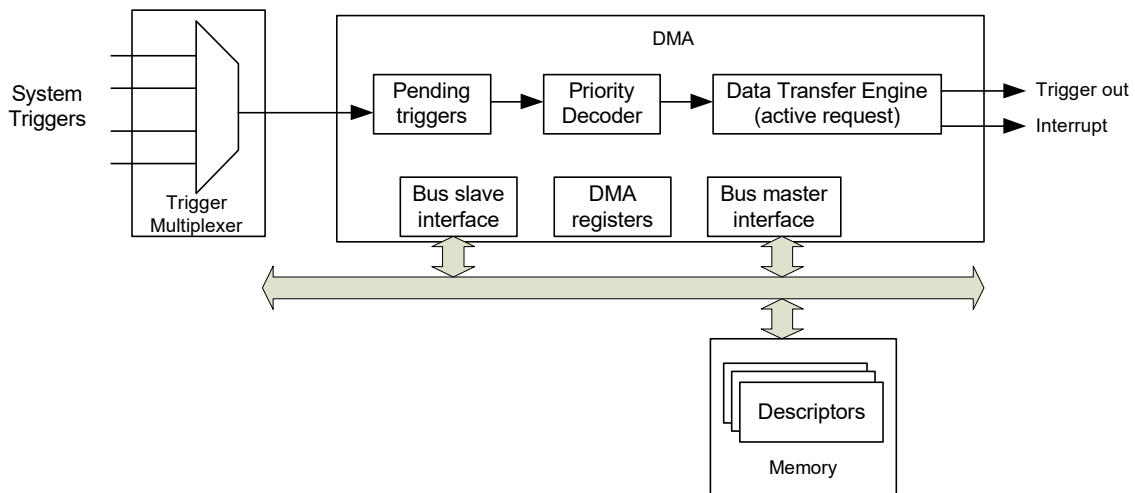 DMA
System
Triggers
Pending
triggers
Priority
Decoder
Data Transfer Engine
(active request)
Trigger out
Interrupt
Trigger
Multiplexer
Bus slave
interface
DMA
registers
Bus master
interface
Descriptors
Memory